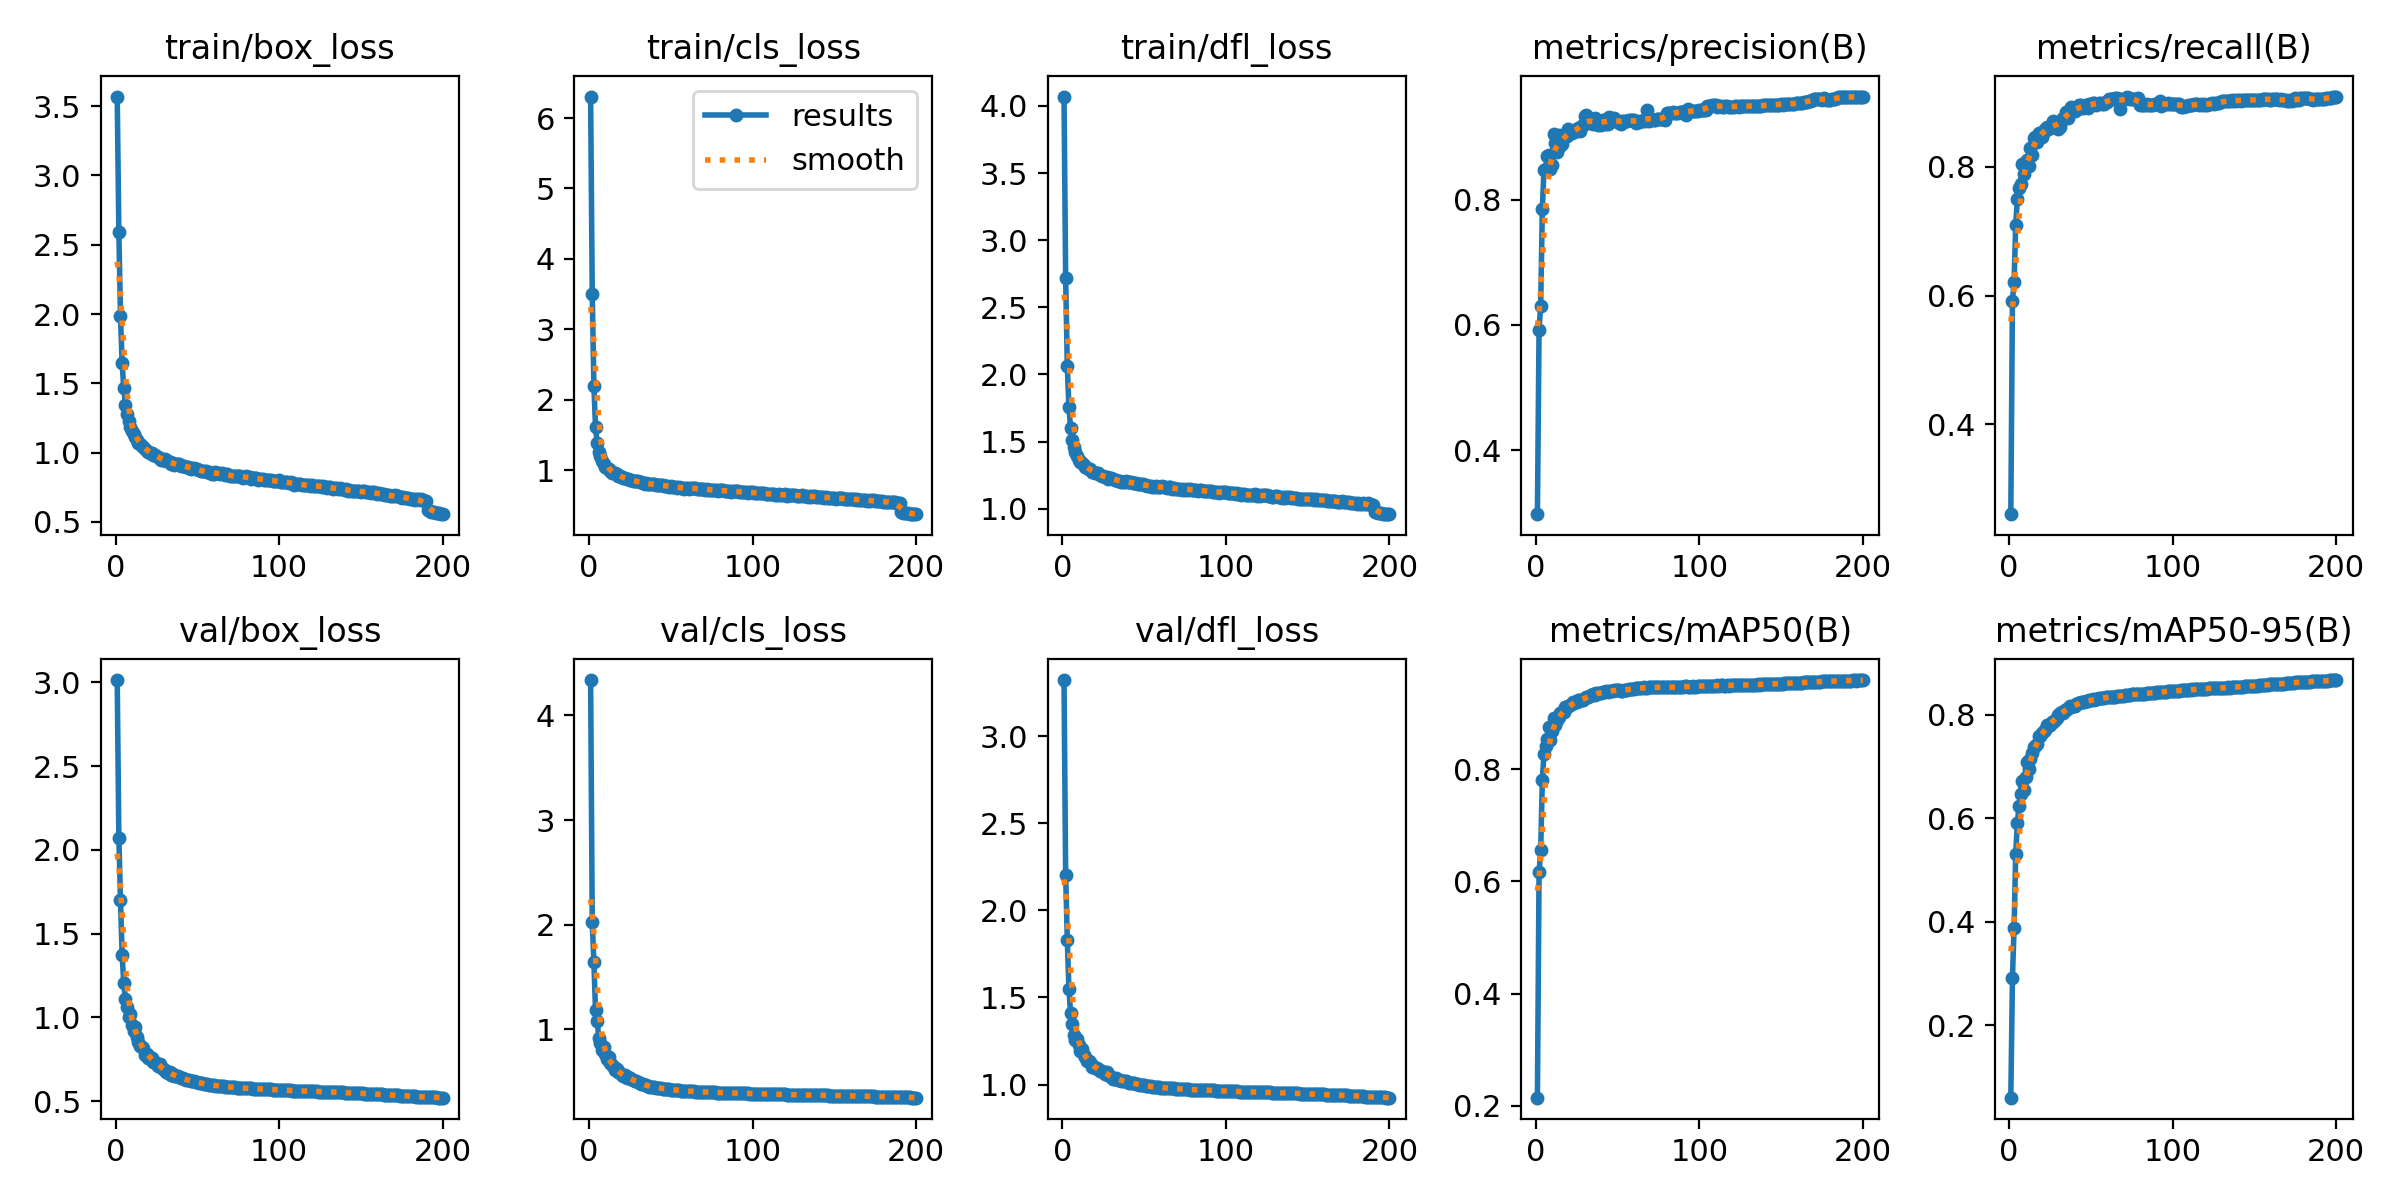 train/box_loss
3.5
3.0
2.5
2.0
1.5
1.0
0.5
0 100 200
train/cls_loss
results
smooth
6
5
4
3
2
1
0 100 200
train/dfl_loss
4.0
3.5
3.0
2.5
2.0
1.5
1.0
0 100 200
metrics/precision(B)
0.8
0.6
0.4
0 100 200
metrics/recall(B)
0.8
0.6
0.4
0 100 200
val/box_loss
3.0
2.5
2.0
1.5
1.0
0.5
0 100 200
val/cls_loss
4
3
2
1
0 100 200
val/dfl_loss
3.0
2.5
2.0
1.5
1.0
0 100 200
metrics/mAP50(B)
0.8
0.6
0.4
0.2
0 100 200
metrics/mAP50-95(B)
0.8
0.6
0.4
0.2
0 100 200